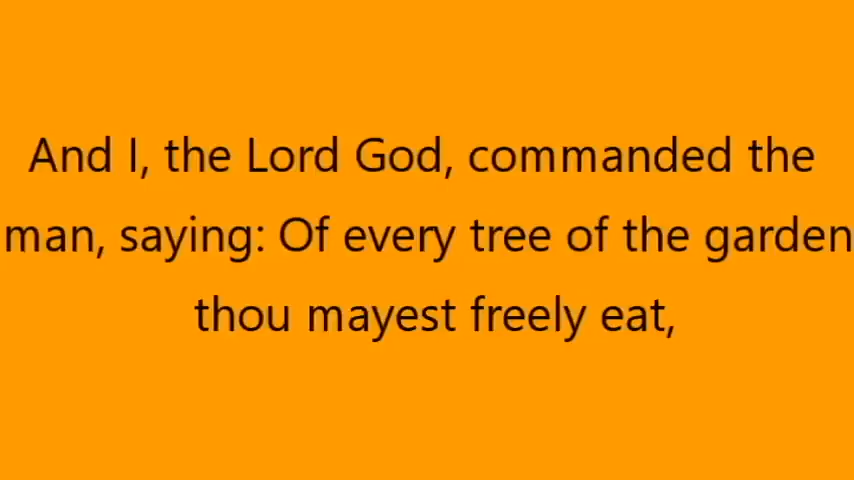 And I, the Lord God, commanded the
man, saying: Of every tree of the garden
thou mayest freely eat,